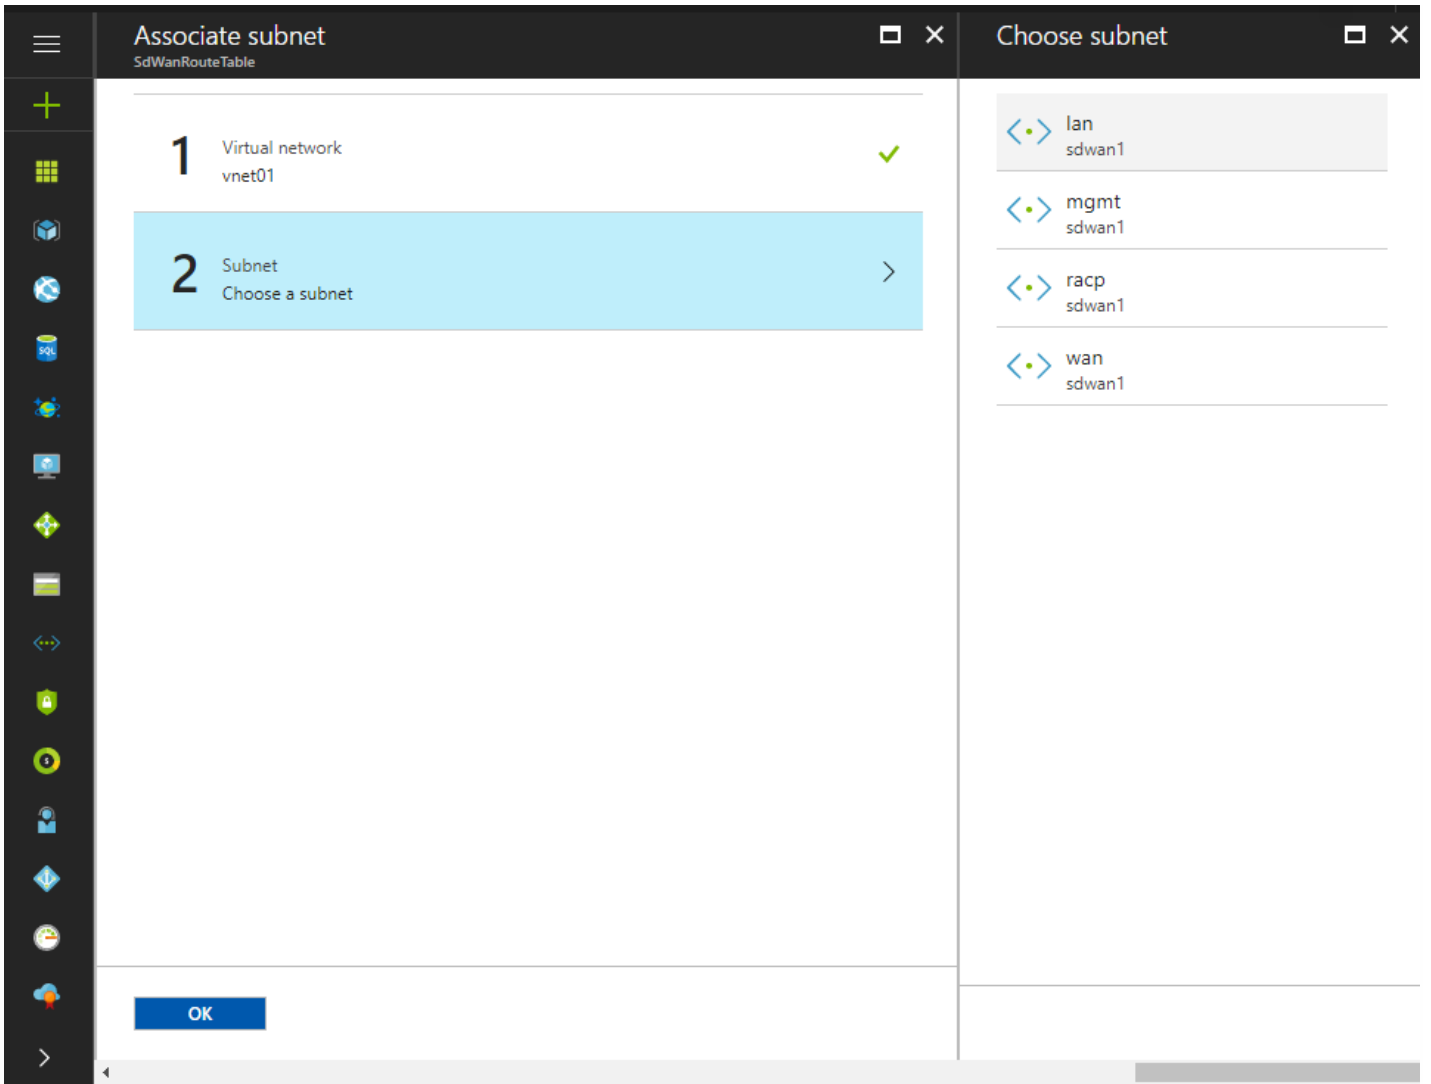 Associate subnet
SdWanRouteTable
1
Virtual network
vnet01
2
Subnet
Choose a subnet
OK
Choose subnet
lan
sdwan1
mgmt
sdwan1
racp
sdwan1
wan
sdwan1
SQL
$